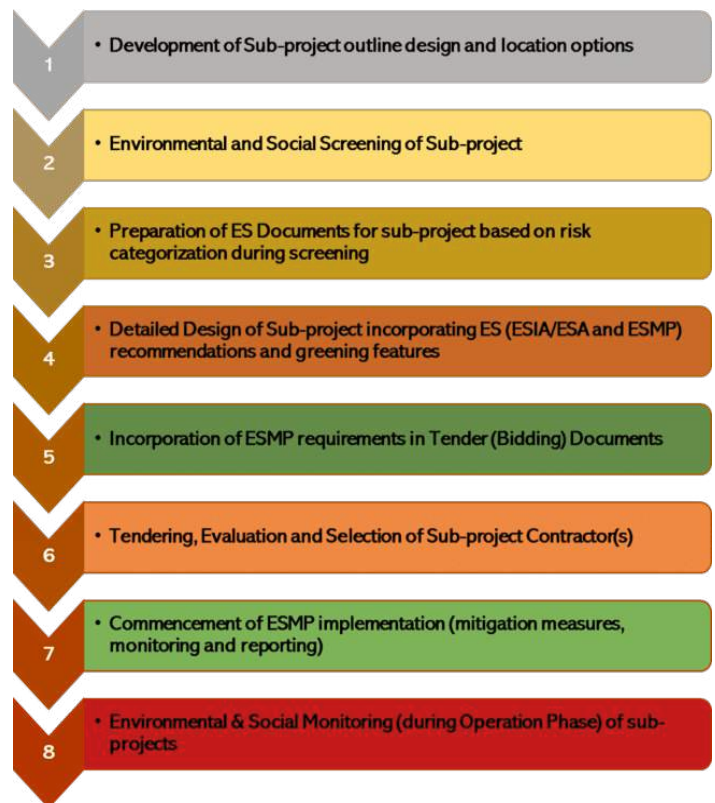 1
• Development of Sub-project outline design and location options
2
• Environmental and Social Screening of Sub-project
3
• Preparation of ES Documents for sub-project based on risk
categorization during screening
4
• Detailed Design of Sub-project incorporating ES (ESIA/ESA and ESMP)
recommendations and greening features
5
• Incorporation of ESMP requirements in Tender (Bidding) Documents
6
• Tendering, Evaluation and Selection of Sub-project Contractor(s)
7
• Commencement of ESMP implementation (mitigation measures,
monitoring and reporting)
8
• Environmental & Social Monitoring (during Operation Phase) of sub-
projects